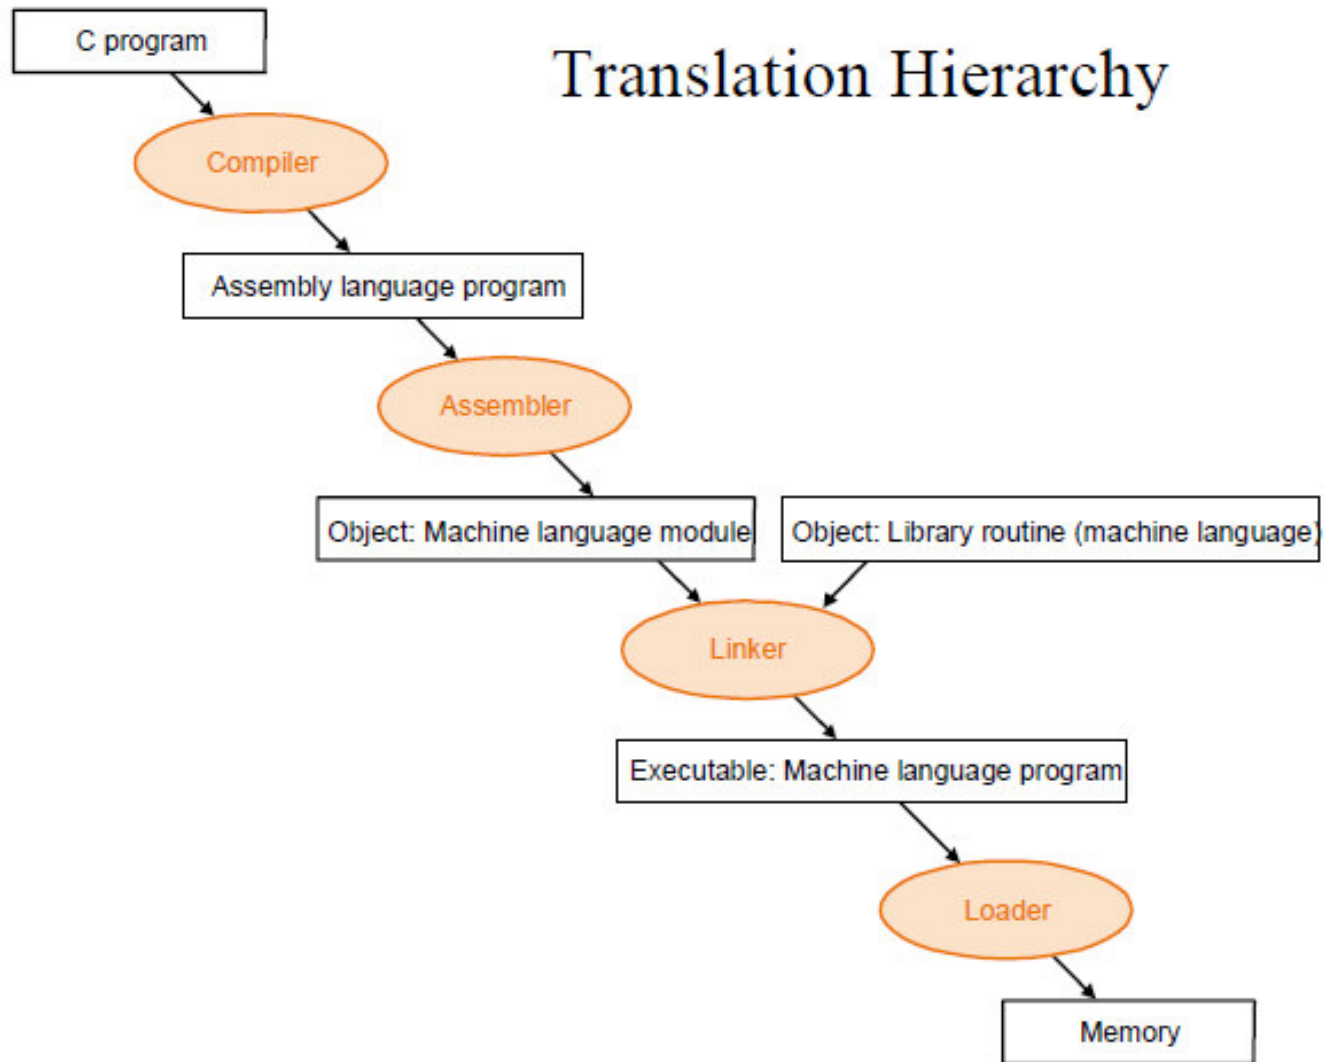 C program
Translation Hierarchy
Compiler
Assembly language program
Assembler
Object: Machine language module
Object: Library routine (machine language)
Linker
Executable: Machine language program
Loader
Memory